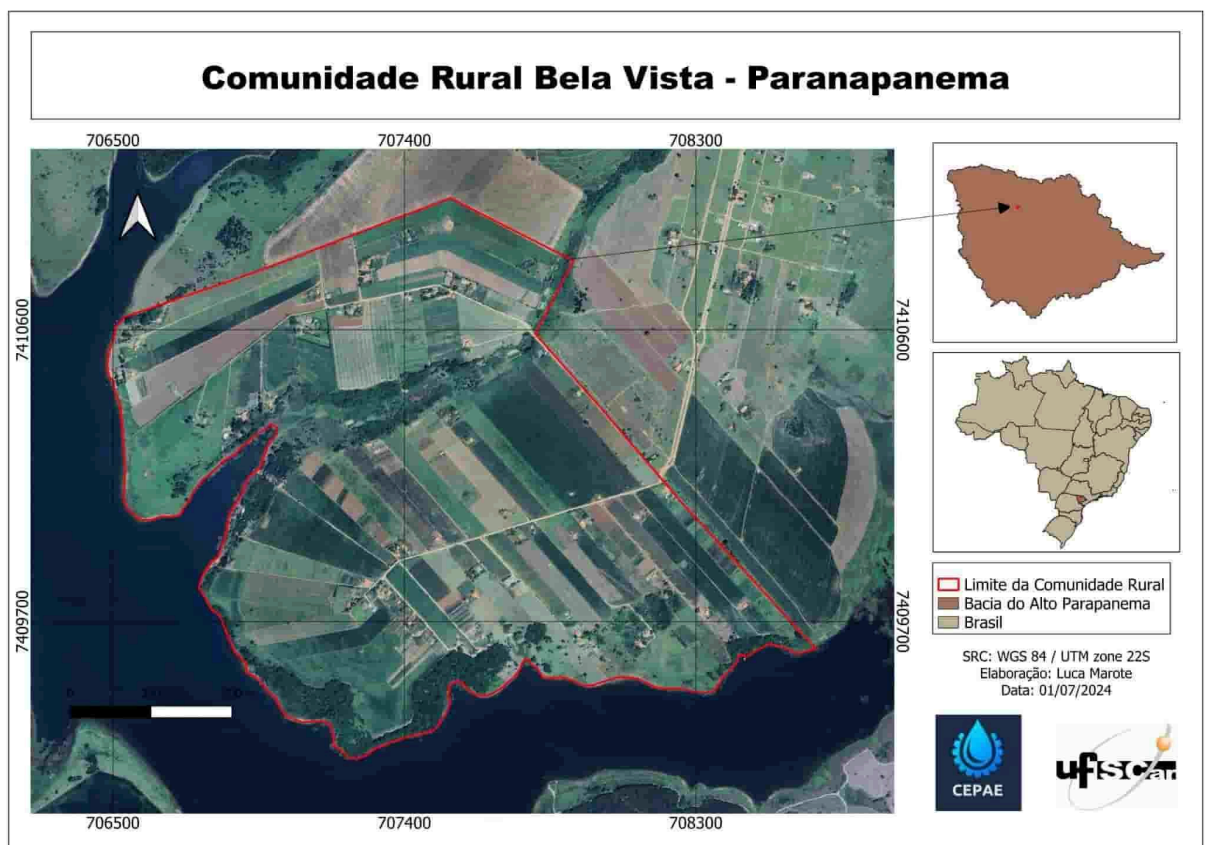 Comunidade Rural Bela Vista - Paranapanema
706500
707400
708300
7410600
7410600
7409700
7409700
706500
707400
708300
Limite da Comunidade Rural
Bacia do Alto Parapanema
Brasil
SRC: WGS 84 / UTM zone 22S
Elaboração: Luca Marote
Data: 01/07/2024
CEPAE
ufscar